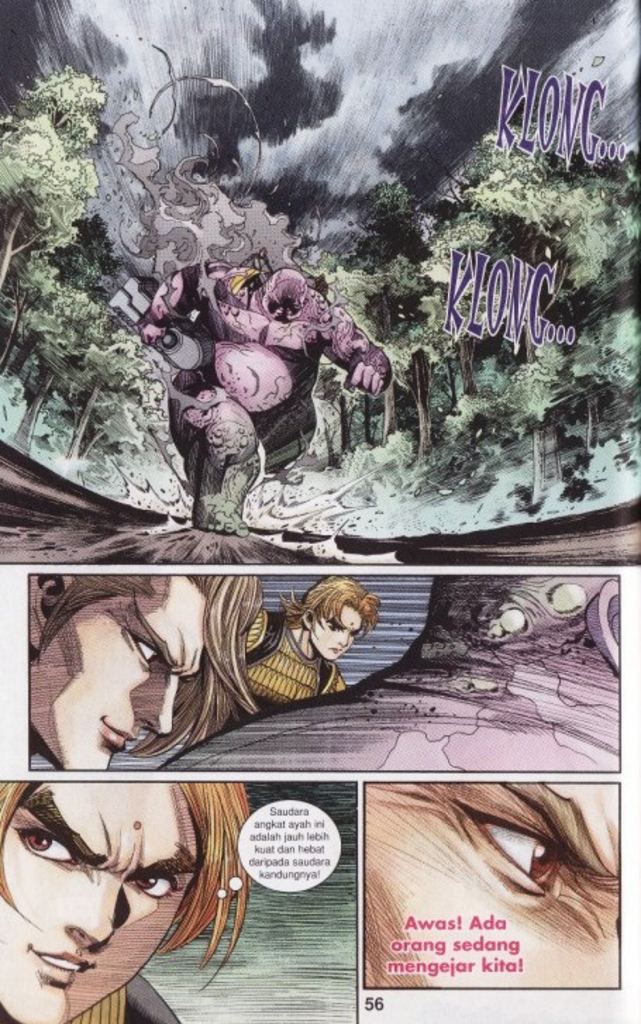 KLONG...
KLONG...
Saudara
angkat ayah ini
adalah jauh lebih
kuat dan hebat
daripada saudara
kandungnya!
Awas! Ada
orang sedang
mengejar kita!
56